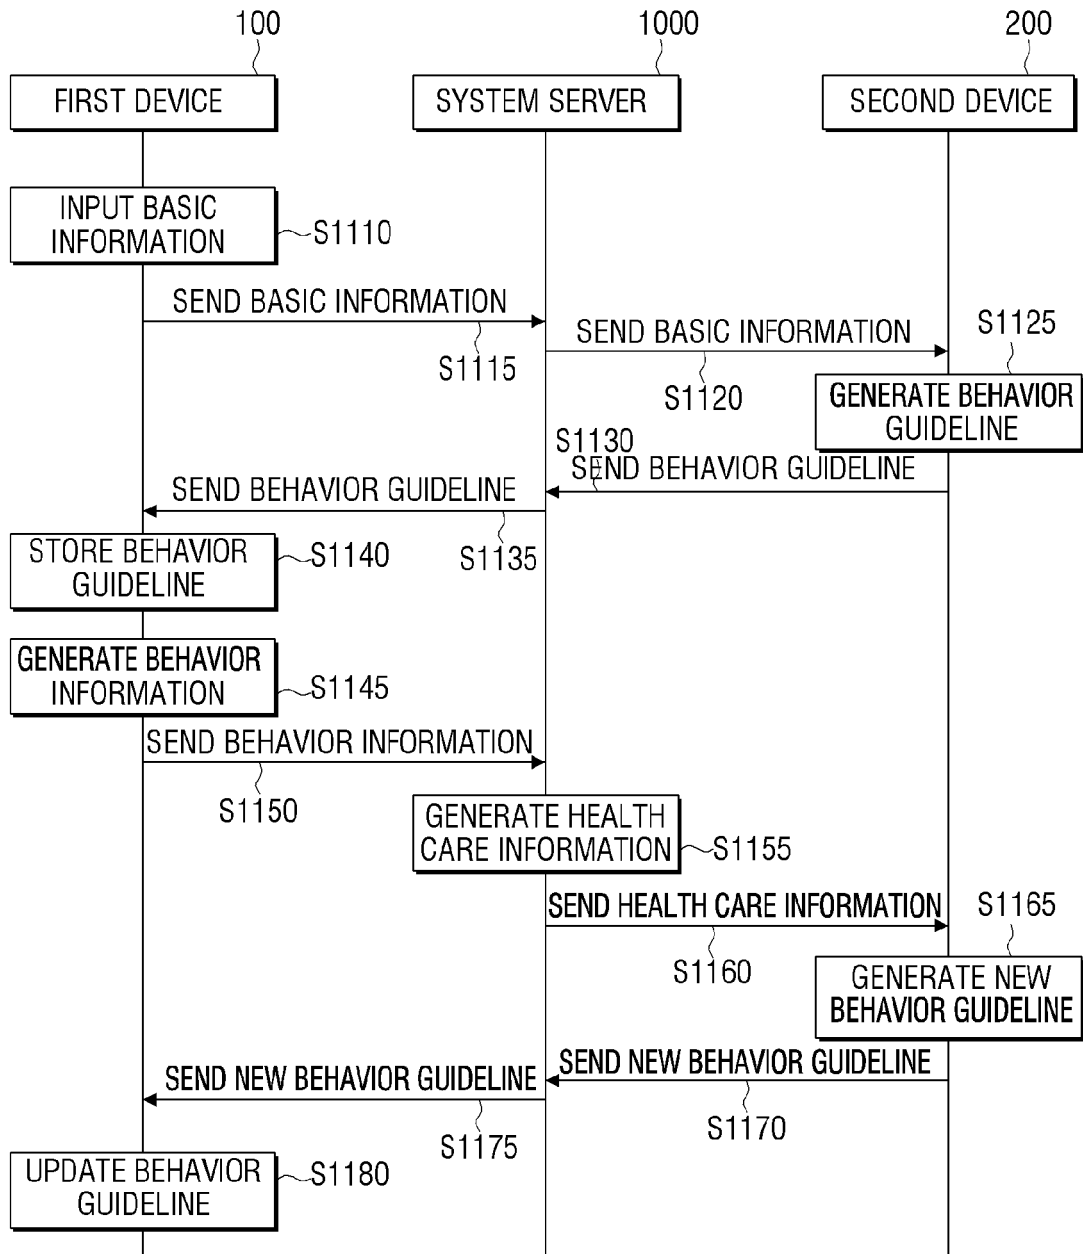 100
1000
200
FIRST DEVICE
SYSTEM SERVER
SECOND DEVICE
INPUT BASIC
INFORMATION
S1110
SEND BASIC INFORMATION
S1115
SEND BASIC INFORMATION
S1120
S1125
GENERATE BEHAVIOR
GUIDELINE
S1130
SEND BEHAVIOR GUIDELINE
SEND BEHAVIOR GUIDELINE
S1135
STORE BEHAVIOR
GUIDELINE
S1140
GENERATE BEHAVIOR
INFORMATION
S1145
SEND BEHAVIOR INFORMATION
S1150
GENERATE HEALTH
CARE INFORMATION
S1155
SEND HEALTH CARE INFORMATION
S1160
S1165
GENERATE NEW
BEHAVIOR GUIDELINE
SEND NEW BEHAVIOR GUIDELINE
S1170
SEND NEW BEHAVIOR GUIDELINE
S1175
UPDATE BEHAVIOR
GUIDELINE
S1180